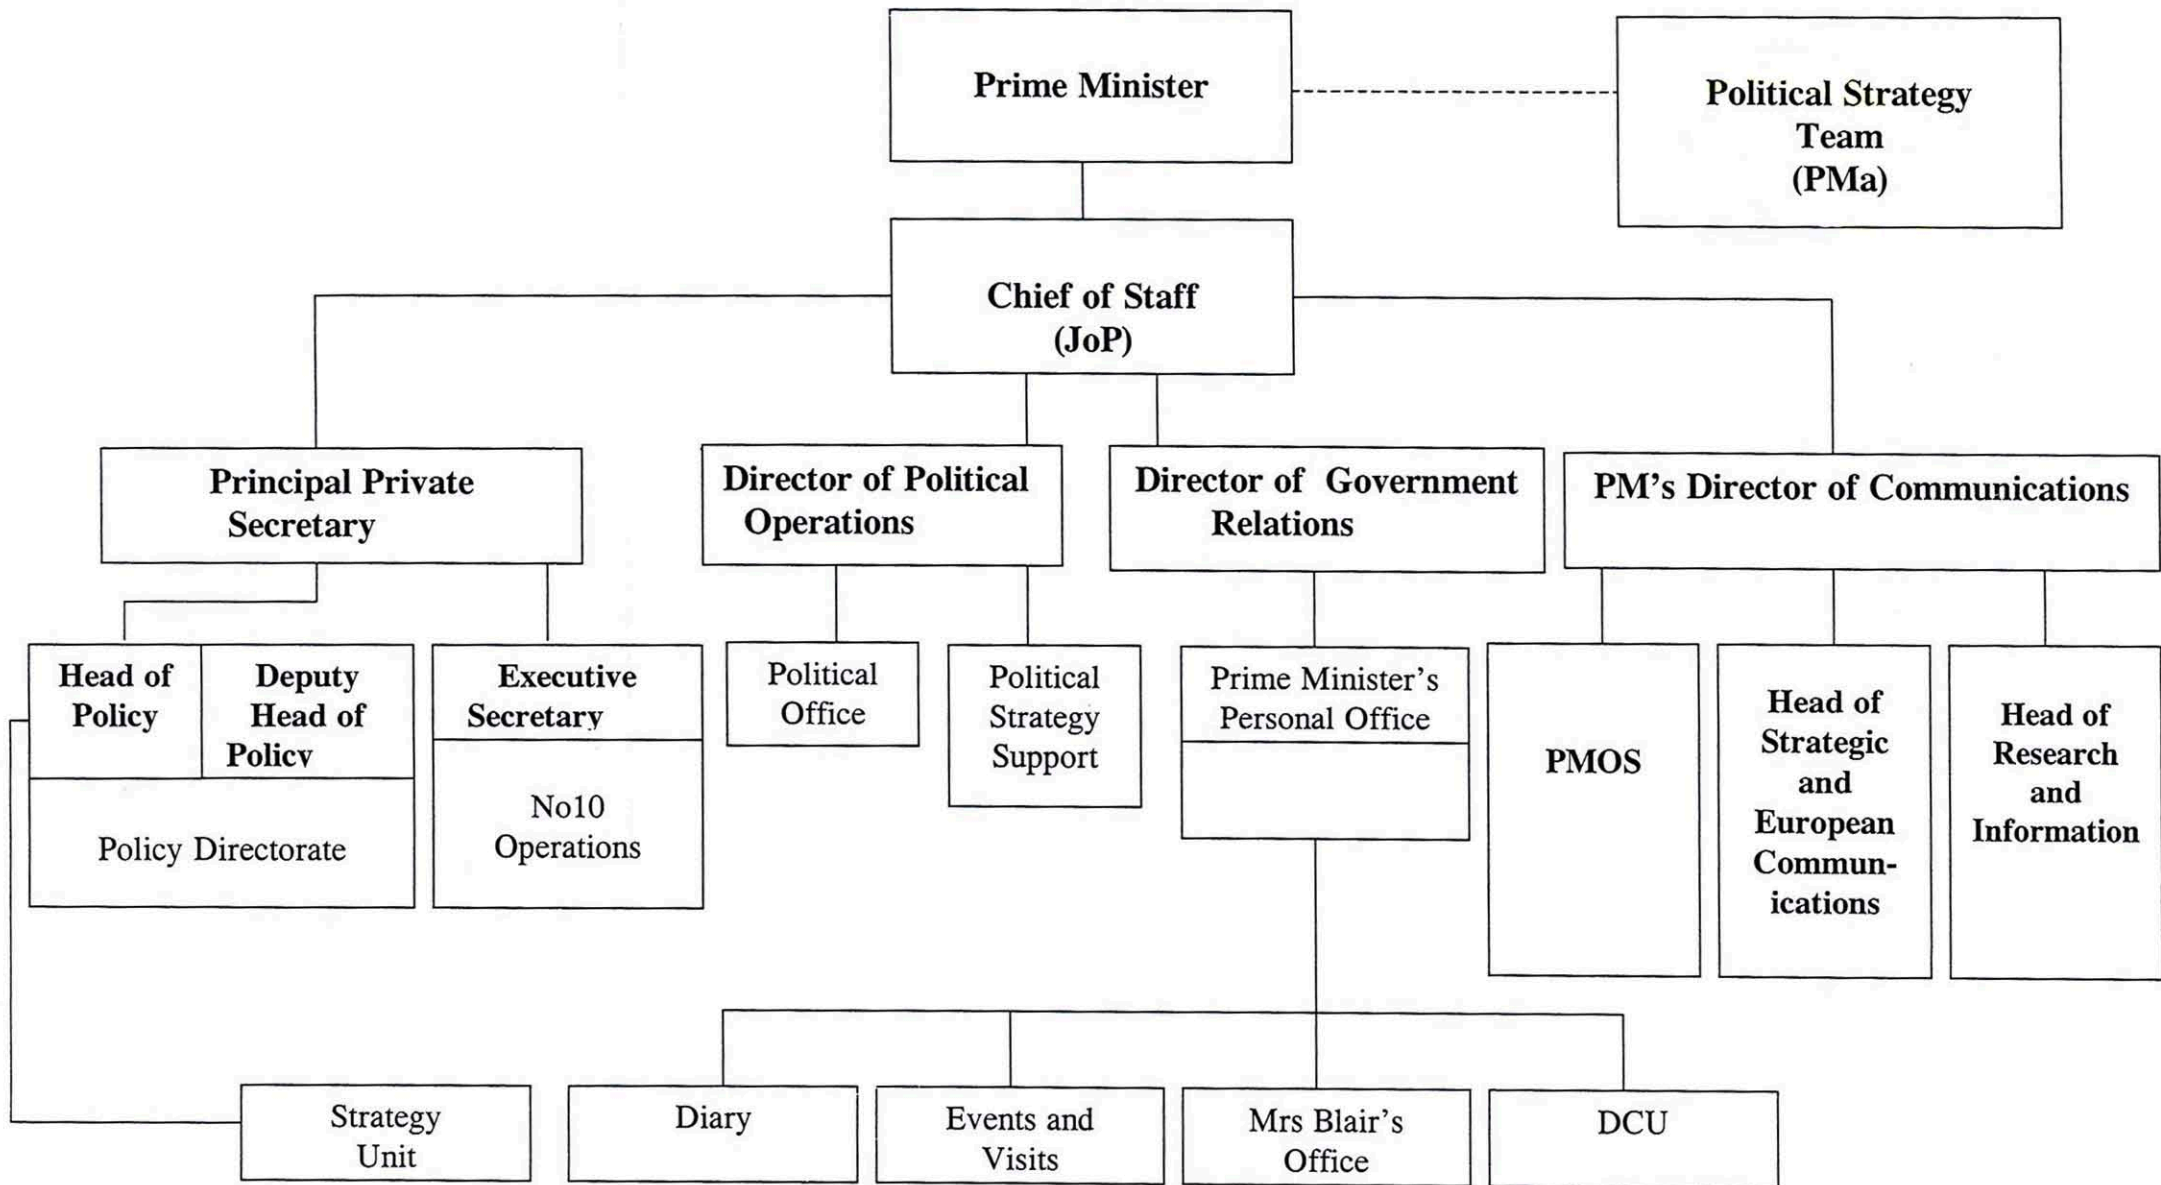 Prime Minister
Political Strategy
Team
(PMa)
Chief of Staff
(JoP)
Principal Private
Secretary
Director of Political
Operations
Director of Government
Relations
PM's Director of Communications
Head of
Policy
Deputy
Head of
Policy
Policy Directorate
Executive
Secretary
No10
Operations
Political
Office
Political
Strategy
Support
Prime Minister's
Personal Office
PMOS
Head of
Strategic
and
European
Commun-
ications
Head of
Research
and
Information
Strategy
Unit
Diary
Events and
Visits
Mrs Blair's
Office
DCU